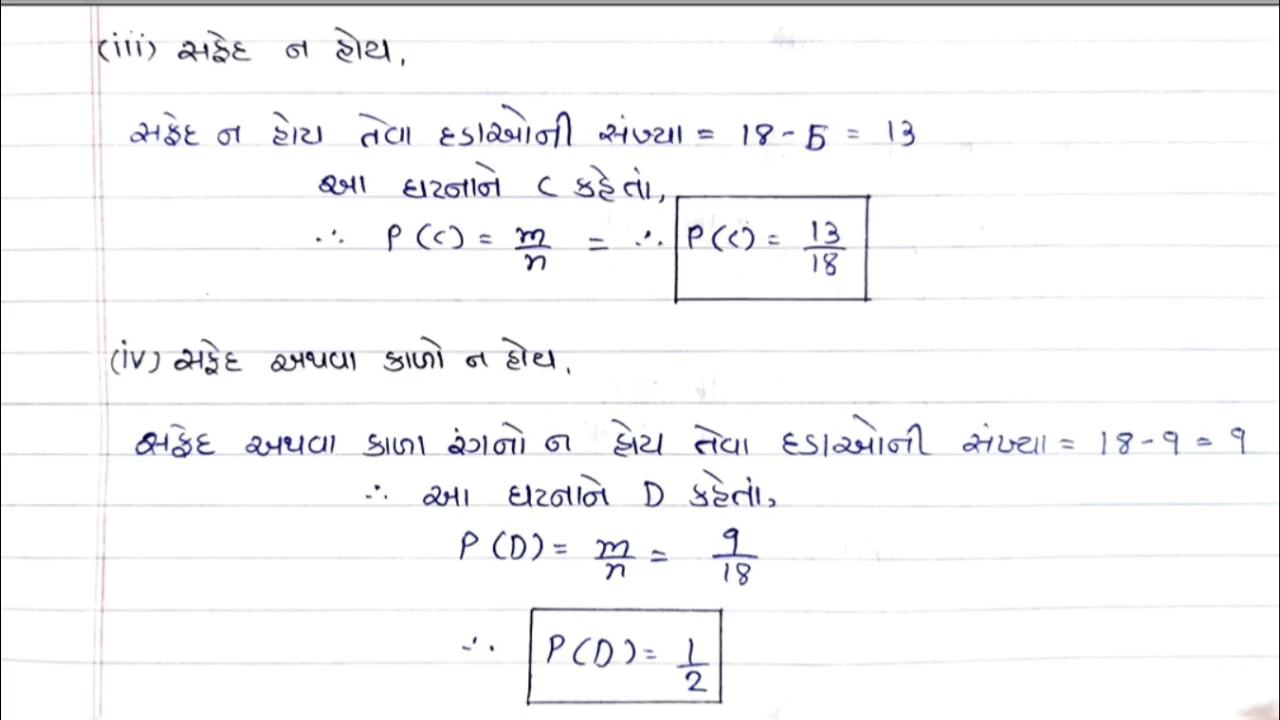 (iii) સફેદ ન હોય,
સફેદ ન હોય તેવા દડાઓની સંખ્યા = 18 - 5 = 13
આ ઘટનાને C કહેતાં,
∴ P (C) = m/n = ∴ P(C) = 13/18
(iv) સફેદ અથવા કાળો ન હોય.
સફેદ અથવા કાળા રંગનો ન હોય તેવા દડાઓની સંખ્યા = 18 - 9 = 9
∴ આ ઘટનાને D કહેતાં,
P (D) = m/n = 9/18
∴ P(D) = 1/2